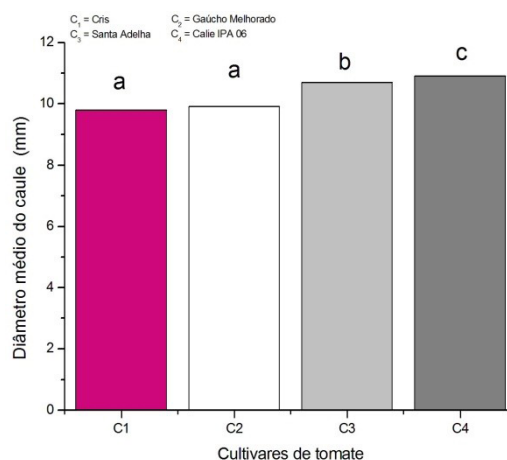 C1 = Cris C2 = Gaúcho Melhorado
C3 = Santa Adelha C4 = Calie IPA 06
12
10
8
6
4
2
0
Diâmetro médio do caule (mm)
a
a
b
c
C1 C2 C3 C4
Cultivares de tomate